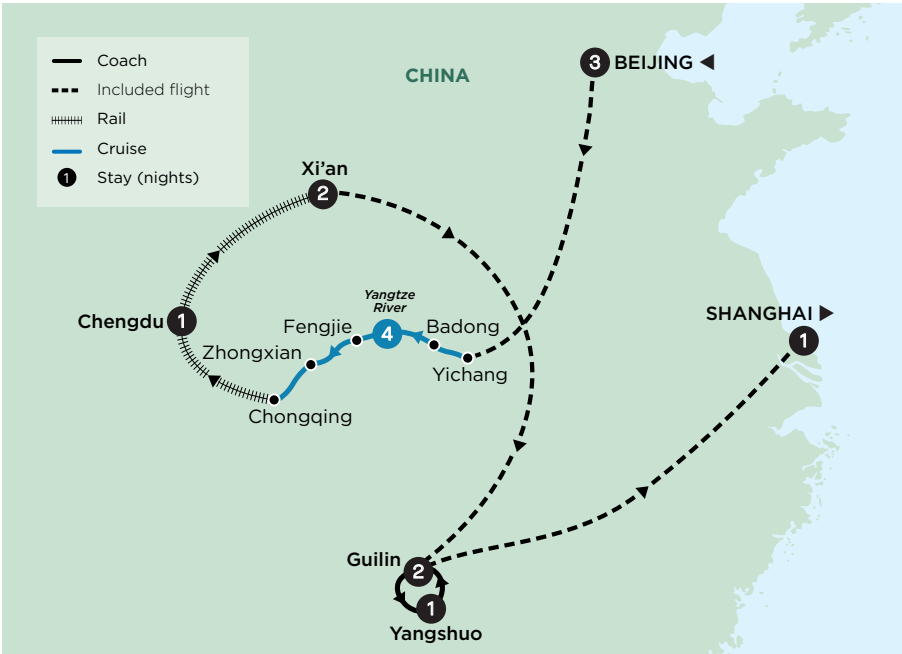 Coach
Included flight
Rail
Cruise
1 Stay (nights)
CHINA
3 BEIJING ◀
Xi’an
2
Yangtze
River
4
Chengdu 1
Fengjie
Badong
Zhongxian
Yichang
Chongqing
SHANGHAI ▶
1
Guilin
2
1
Yangshuo